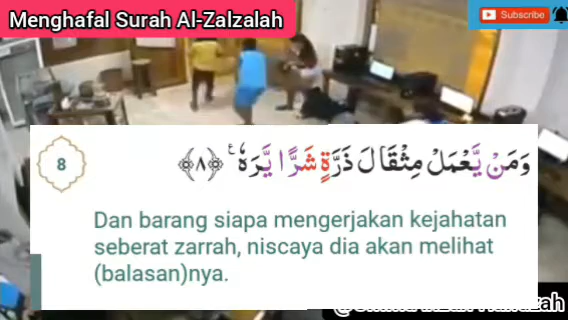 Menghafal Surah Al-Zalzalah
Subscribe
8
وَمَنْ يَّعْمَلْ مِثْقَالَ ذَرَّةٍ شَرًّا يَّرَهٗ ࣖ ﴿٨﴾
Dan barang siapa mengerjakan kejahatan
seberat zarrah, niscaya dia akan melihat
(balasan)nya.